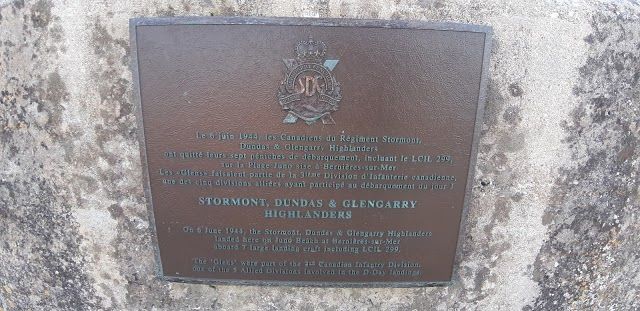 SDG
Le 6 juin 1944, les Canadiens du Régiment Stormont,
Dundas & Glengarry Highlanders
ont quitté leurs sept péniches de débarquement, incluant le LCIL 299,
sur la Plage Juno sise à Bernières-sur-Mer
Les «Glens» faisaient partie de la 3ième Division d'Infanterie canadienne,
une des cinq divisions alliées ayant participé au débarquement du jour J
STORMONT, DUNDAS & GLENGARRY
HIGHLANDERS
On 6 June 1944, the Stormont, Dundas & Glengarry Highlanders
landed here on Juno Beach at Bernières-sur-Mer
aboard 7 large landing craft including LCIL 299.
The 'Glens' were part of the 3rd Canadian Infantry Division,
one of the 5 Allied Divisions involved in the D-Day landings.